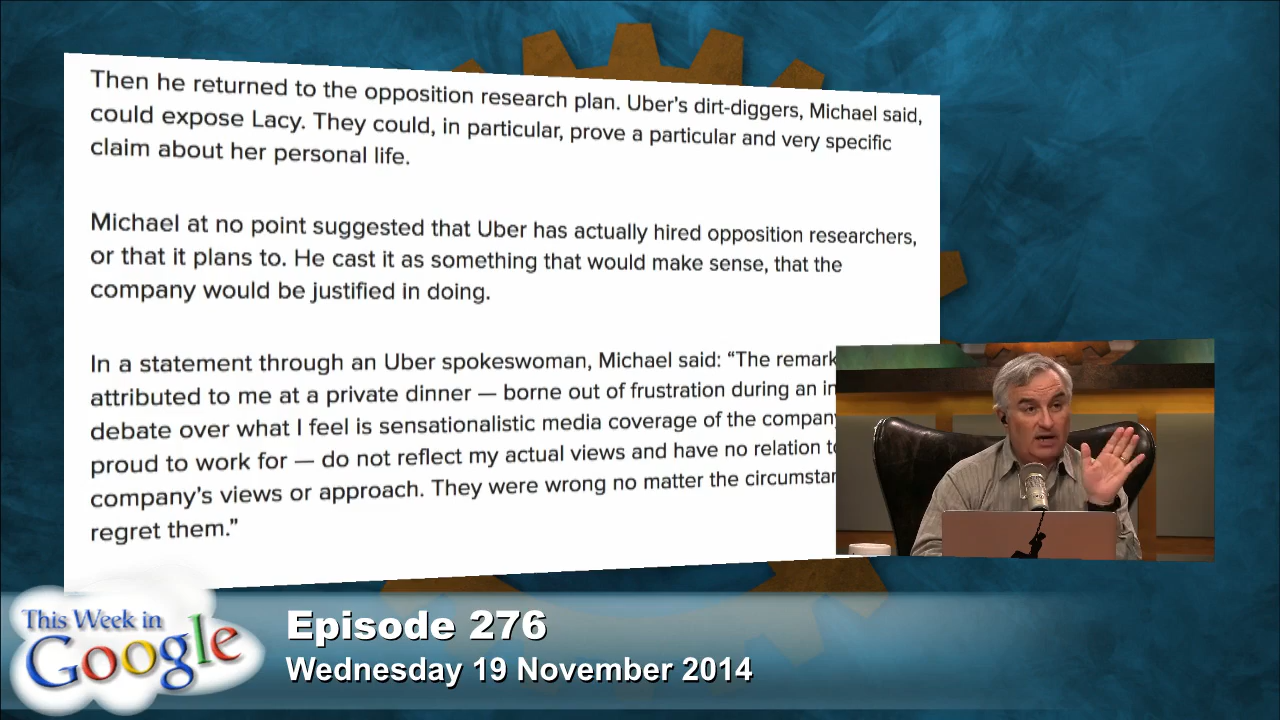 Then he returned to the opposition research plan. Uber's dirt-diggers, Michael said,
could expose Lacy. They could, in particular, prove a particular and very specific
claim about her personal life.
Michael at no point suggested that Uber has actually hired opposition researchers,
or that it plans to. He cast it as something that would make sense, that the
company would be justified in doing.
In a statement through an Uber spokeswoman, Michael said: “The remark
attributed to me at a private dinner — borne out of frustration during an in
debate over what I feel is sensationalistic media coverage of the company
proud to work for — do not reflect my actual views and have no relation to
company's views or approach. They were wrong no matter the circumstan
regret them.”
This Week in
Google
Episode 276
Wednesday 19 November 2014